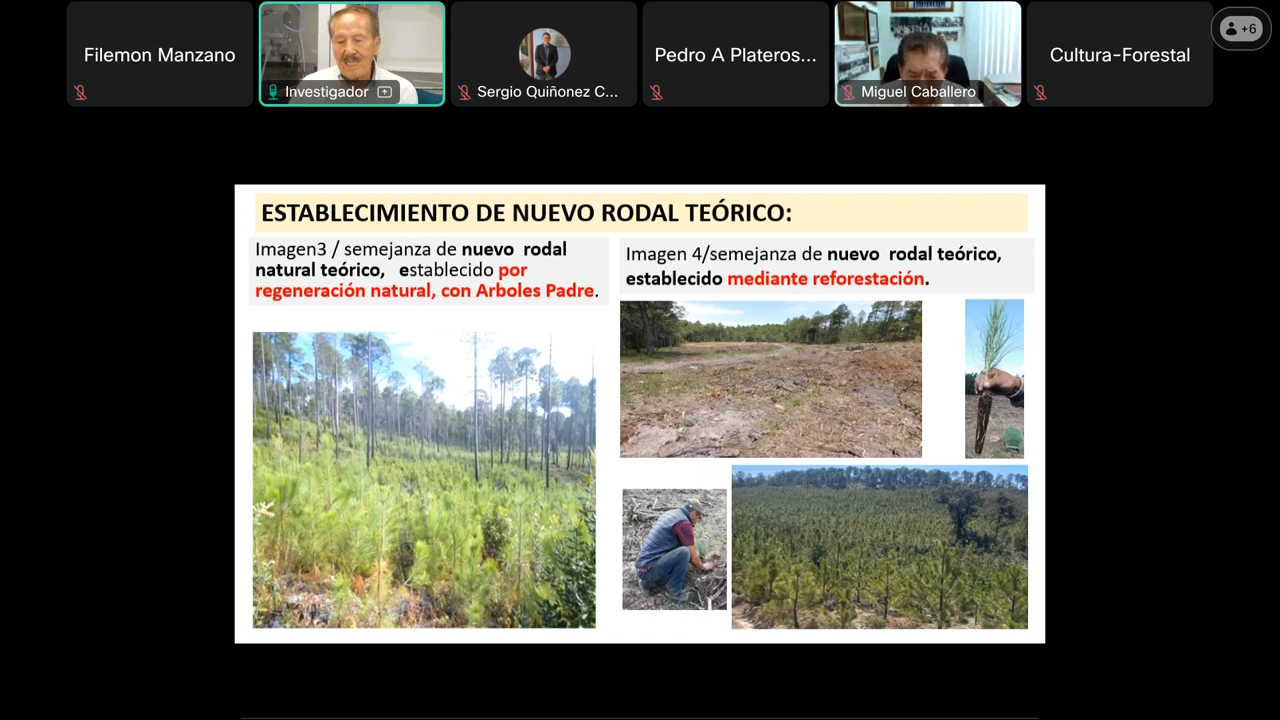 Filemon Manzano
Investigador
Sergio Quiñonez C...
Pedro A Plateros...
Miguel Caballero
Cultura-Forestal
+6
ESTABLECIMIENTO DE NUEVO RODAL TEÓRICO:
Imagen3 / semejanza de nuevo rodal
natural teórico, establecido por
regeneración natural, con Arboles Padre.
Imagen 4/semejanza de nuevo rodal teórico,
establecido mediante reforestación.